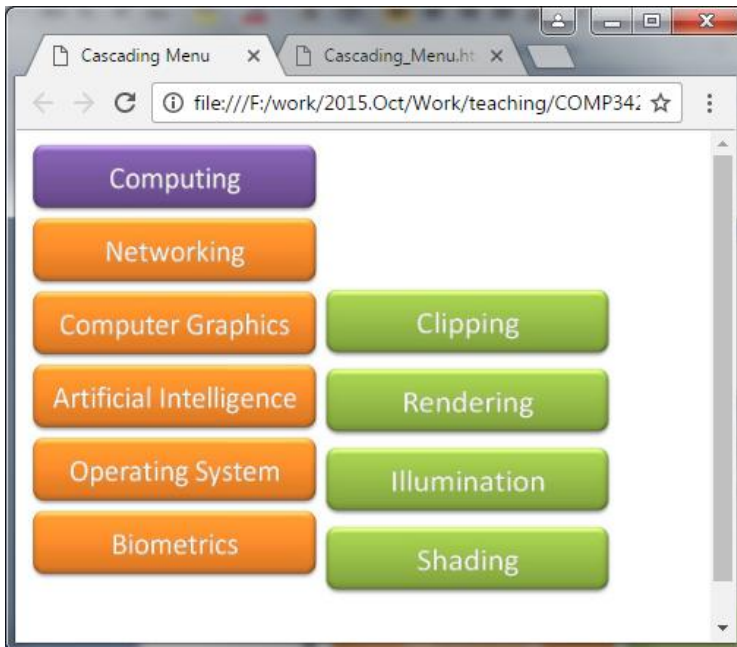 Cascading Menu
Cascading_Menu.ht
file:///F:/work/2015.Oct/Work/teaching/COMP342
Computing
Networking
Computer Graphics
Clipping
Artificial Intelligence
Rendering
Operating System
Illumination
Biometrics
Shading